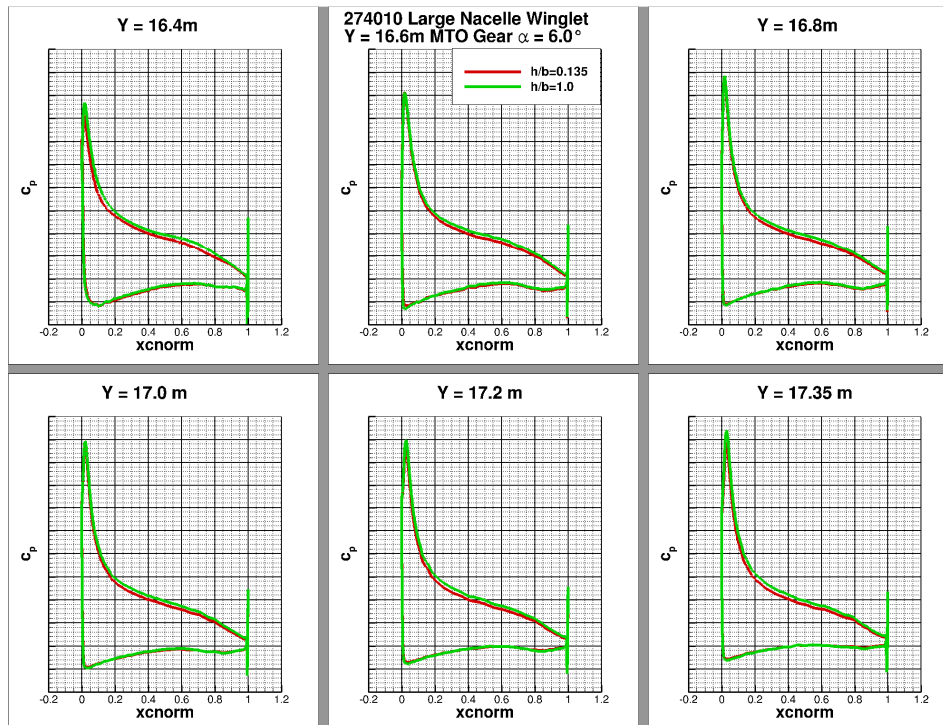 Y = 16.4m
c_p
-0.2 0 0.2 0.4 0.6 0.8 1 1.2
xcnorm
274010 Large Nacelle Winglet
Y = 16.6m MTO Gear α = 6.0°
h/b=0.135
h/b=1.0
c_p
-0.2 0 0.2 0.4 0.6 0.8 1 1.2
xcnorm
Y = 16.8m
c_p
-0.2 0 0.2 0.4 0.6 0.8 1 1.2
xcnorm
Y = 17.0 m
c_p
-0.2 0 0.2 0.4 0.6 0.8 1 1.2
xcnorm
Y = 17.2 m
c_p
-0.2 0 0.2 0.4 0.6 0.8 1 1.2
xcnorm
Y = 17.35 m
c_p
-0.2 0 0.2 0.4 0.6 0.8 1 1.2
xcnorm